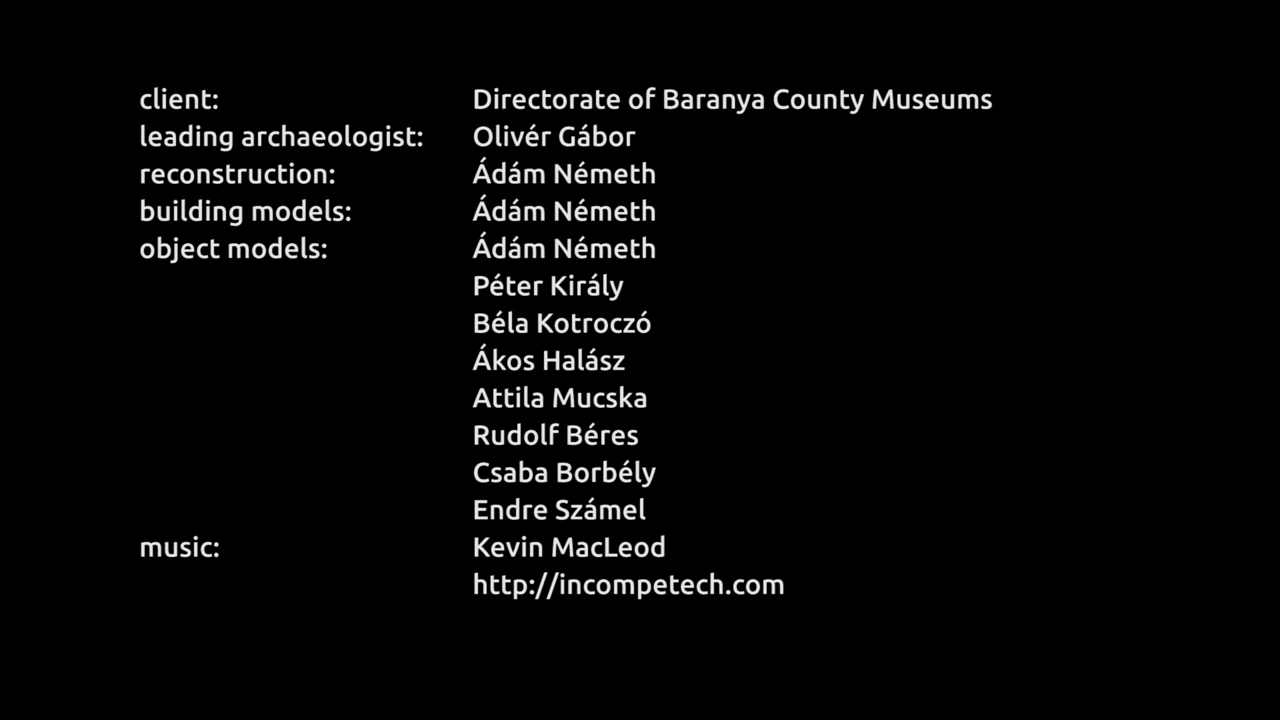 client: Directorate of Baranya County Museums
leading archaeologist: Olivér Gábor
reconstruction: Ádám Németh
building models: Ádám Németh
object models: Ádám Németh
Péter Király
Béla Kotroczó
Ákos Halász
Attila Mucska
Rudolf Béres
Csaba Borbély
Endre Számel
music: Kevin MacLeod
http://incompetech.com